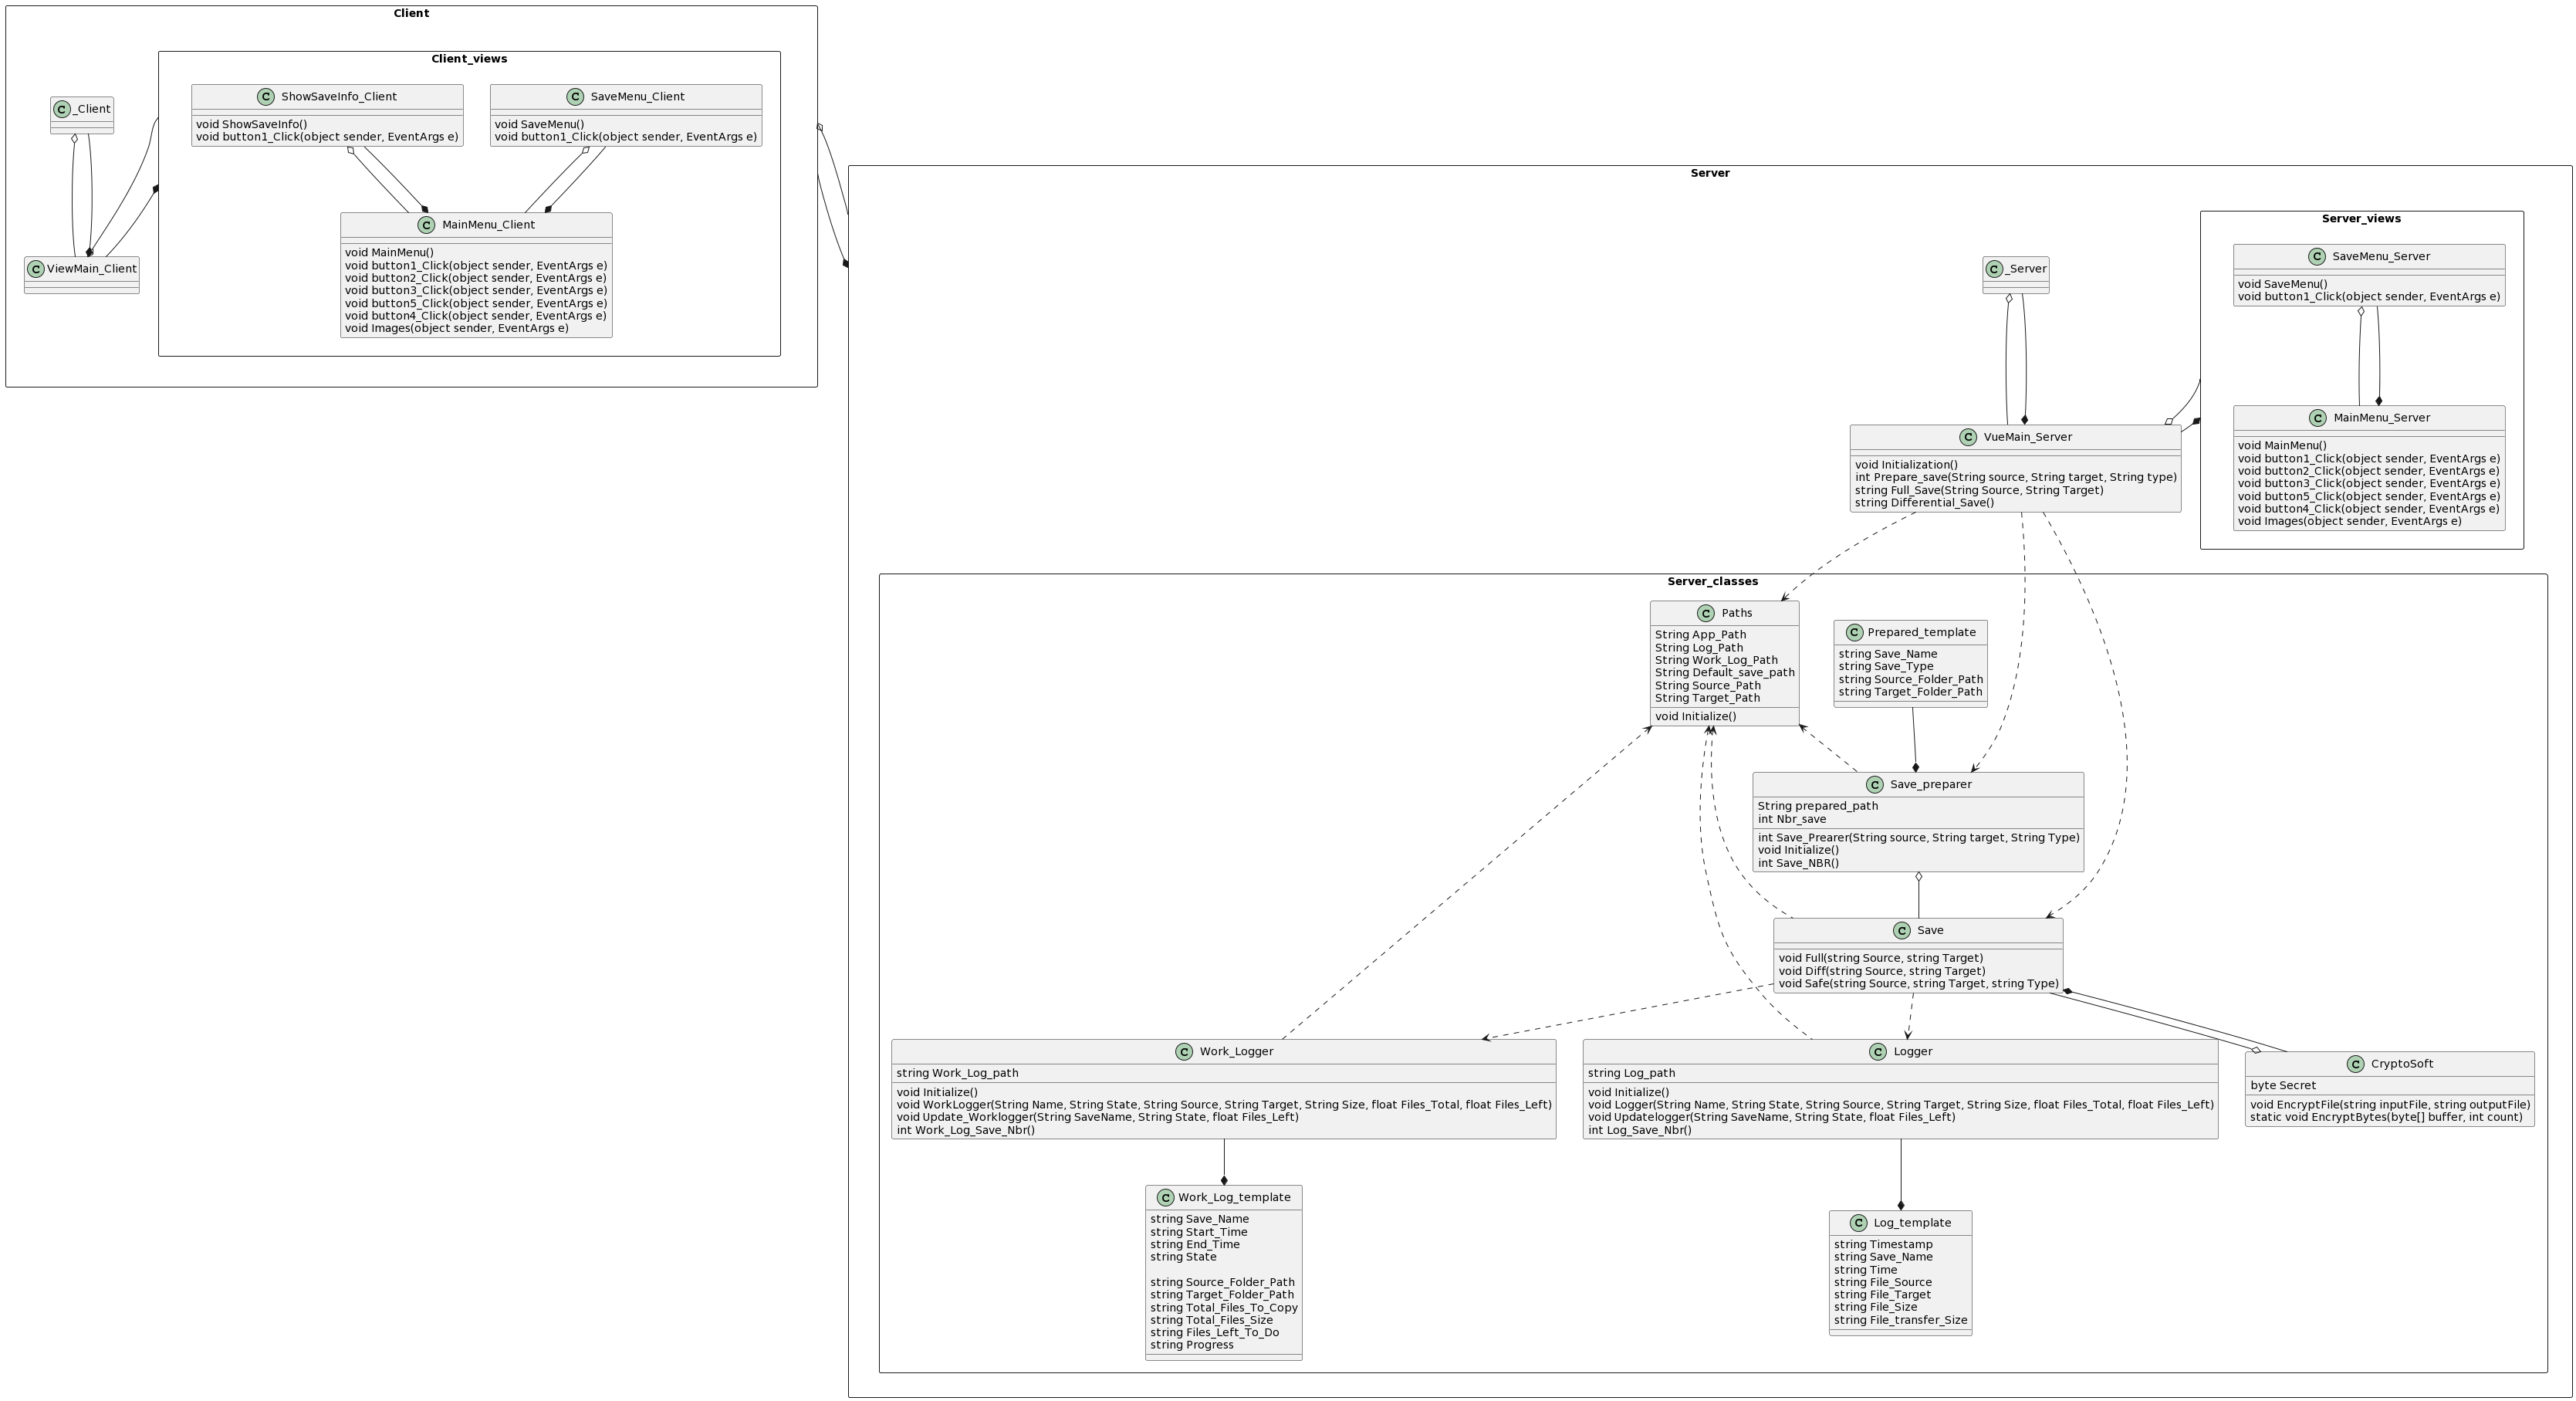 Client
Client_views
C _Client
C ShowSaveInfo_Client
void ShowSaveInfo()
void button1_Click(object sender, EventArgs e)
C SaveMenu_Client
void SaveMenu()
void button1_Click(object sender, EventArgs e)
C ViewMain_Client
C MainMenu_Client
void MainMenu()
void button1_Click(object sender, EventArgs e)
void button2_Click(object sender, EventArgs e)
void button3_Click(object sender, EventArgs e)
void button5_Click(object sender, EventArgs e)
void button4_Click(object sender, EventArgs e)
void Images(object sender, EventArgs e)
Server
Server_views
C _Server
C SaveMenu_Server
void SaveMenu()
void button1_Click(object sender, EventArgs e)
C VueMain_Server
void Initialization()
int Prepare_save(String source, String target, String type)
string Full_Save(String Source, String Target)
string Differential_Save()
C MainMenu_Server
void MainMenu()
void button1_Click(object sender, EventArgs e)
void button2_Click(object sender, EventArgs e)
void button3_Click(object sender, EventArgs e)
void button5_Click(object sender, EventArgs e)
void button4_Click(object sender, EventArgs e)
void Images(object sender, EventArgs e)
Server_classes
C Paths
String App_Path
String Log_Path
String Work_Log_Path
String Default_save_path
String Source_Path
String Target_Path
void Initialize()
C Prepared_template
string Save_Name
string Save_Type
string Source_Folder_Path
string Target_Folder_Path
C Save_preparer
String prepared_path
int Nbr_save
int Save_Prearer(String source, String target, String Type)
void Initialize()
int Save_NBR()
C Save
void Full(string Source, string Target)
void Diff(string Source, string Target)
void Safe(string Source, string Target, string Type)
C Work_Logger
string Work_Log_path
void Initialize()
void WorkLogger(String Name, String State, String Source, String Target, String Size, float Files_Total, float Files_Left)
void Update_Worklogger(String SaveName, String State, float Files_Left)
int Work_Log_Save_Nbr()
C Logger
string Log_path
void Initialize()
void Logger(String Name, String State, String Source, String Target, String Size, float Files_Total, float Files_Left)
void Updatelogger(String SaveName, String State, float Files_Left)
int Log_Save_Nbr()
C CryptoSoft
byte Secret
void EncryptFile(string inputFile, string outputFile)
static void EncryptBytes(byte[] buffer, int count)
C Work_Log_template
string Save_Name
string Start_Time
string End_Time
string State
string Source_Folder_Path
string Target_Folder_Path
string Total_Files_To_Copy
string Total_Files_Size
string Files_Left_To_Do
string Progress
C Log_template
string Timestamp
string Save_Name
string Time
string File_Source
string File_Target
string File_Size
string File_transfer_Size